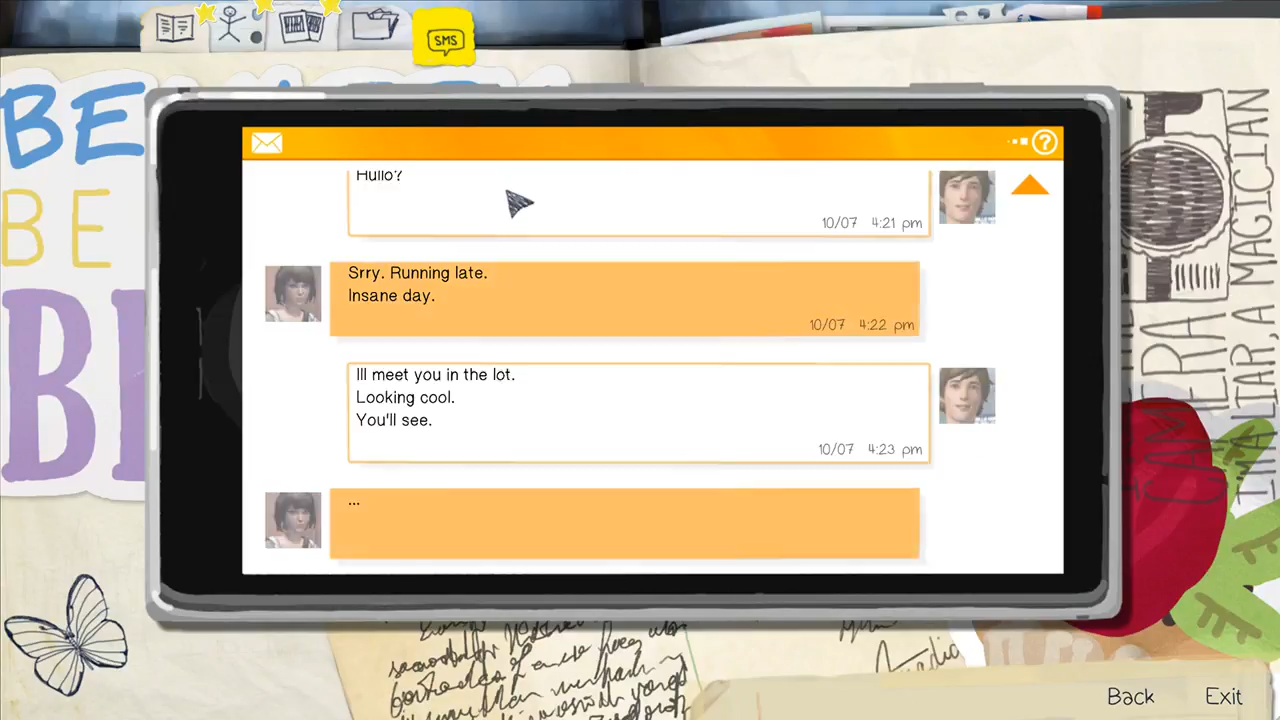 SMS
BE
BE
Hullo?
10/07 4:21 pm
Srry. Running late.
Insane day.
10/07 4:22 pm
Ill meet you in the lot.
Looking cool.
You'll see.
10/07 4:23 pm
...
?
CAMERA
A MAGICIAN
Back
Exit